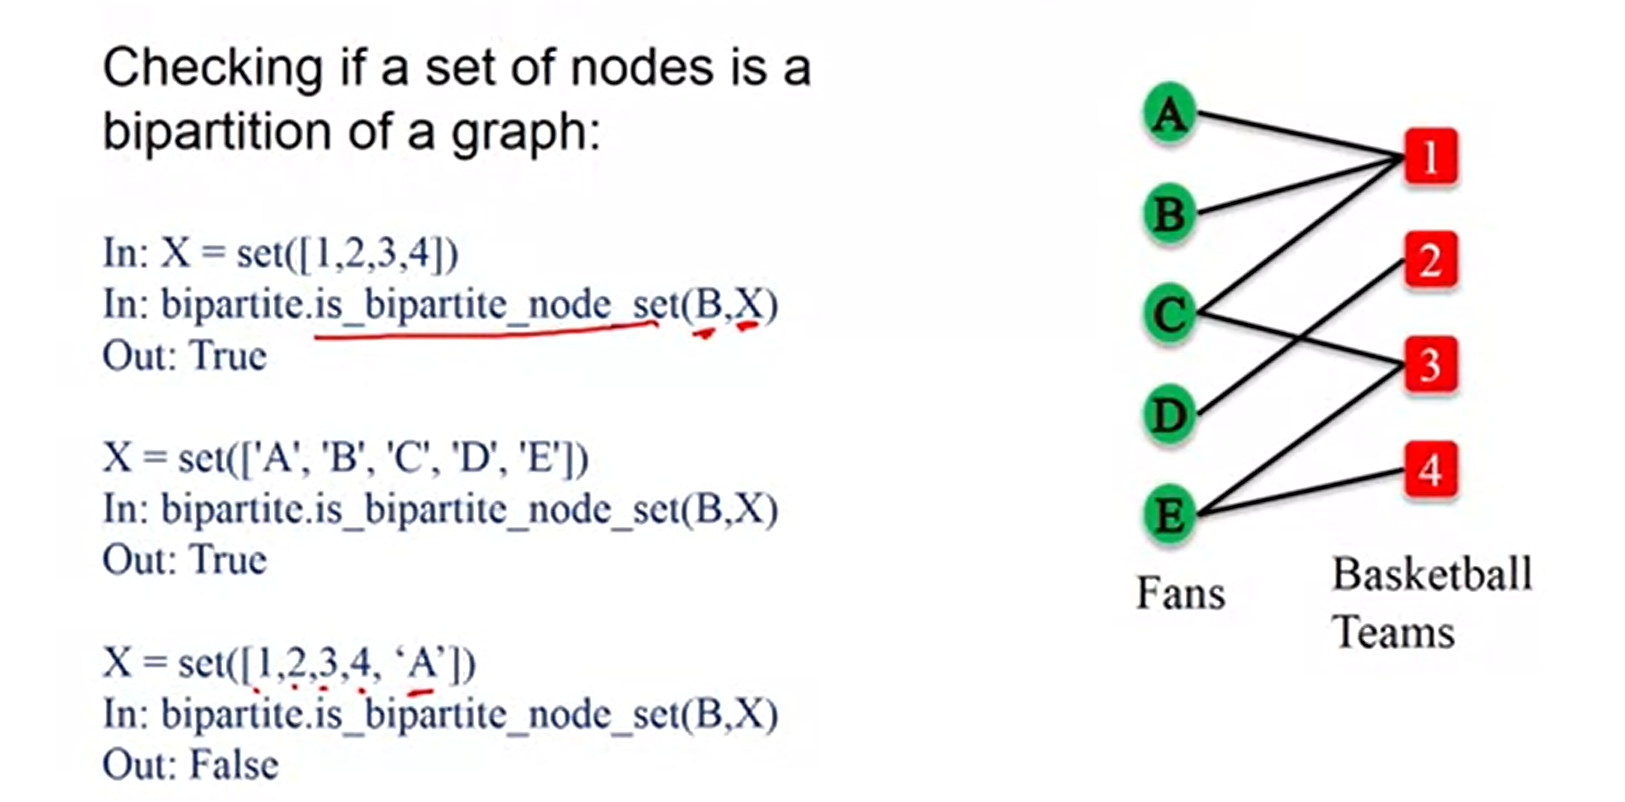 Checking if a set of nodes is a
bipartition of a graph:
In: X = set([1,2,3,4])
In: bipartite.is_bipartite_node_set(B,X)
Out: True
X = set(['A', 'B', 'C', 'D', 'E'])
In: bipartite.is_bipartite_node_set(B,X)
Out: True
X = set([1,2,3,4, ‘A’])
In: bipartite.is_bipartite_node_set(B,X)
Out: False
A
B
C
D
E
Fans
1
2
3
4
Basketball
Teams